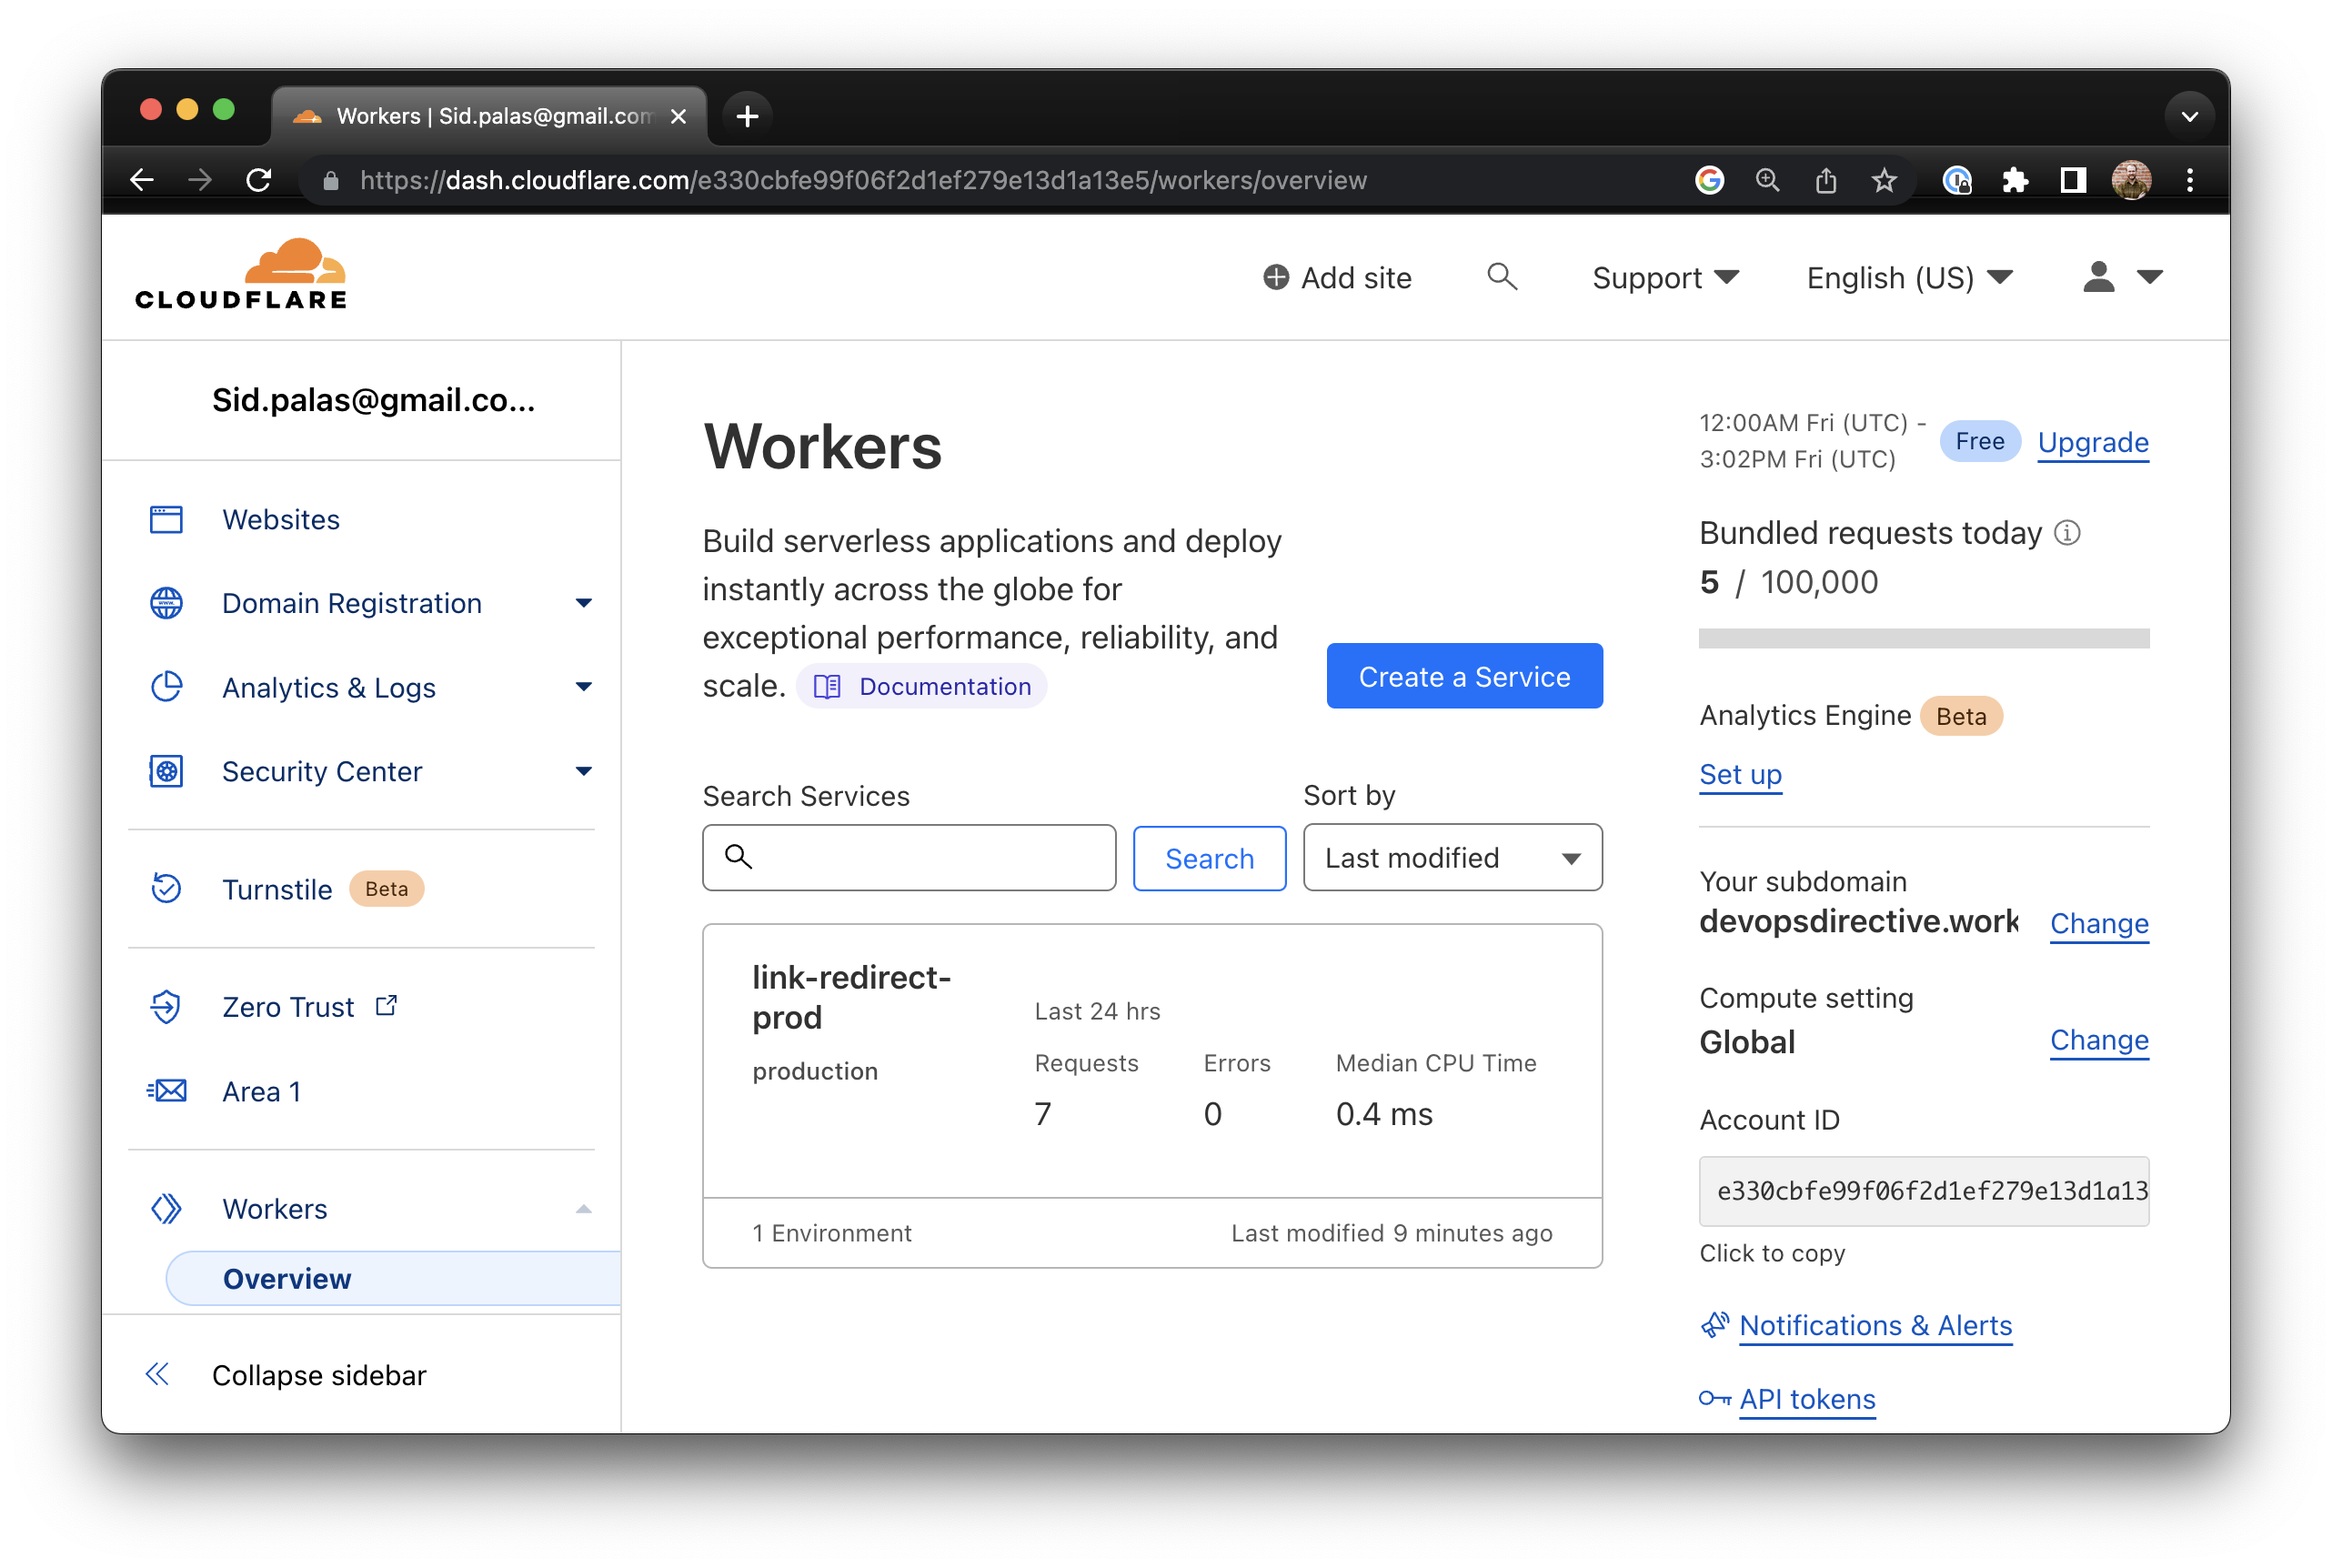 Workers | Sid.palas@gmail.com
https://dash.cloudflare.com/e330cbfe99f06f2d1ef279e13d1a13e5/workers/overview
CLOUDFLARE
Add site
Support
English (US)
Sid.palas@gmail.co...
Websites
Domain Registration
Analytics & Logs
Security Center
Turnstile Beta
Zero Trust
Area 1
Workers
Overview
Collapse sidebar
Workers
Build serverless applications and deploy
instantly across the globe for
exceptional performance, reliability, and
scale. Documentation
Create a Service
Search Services
Search
Sort by
Last modified
link-redirect-
prod
production
Last 24 hrs
Requests Errors Median CPU Time
7 0 0.4 ms
1 Environment Last modified 9 minutes ago
12:00AM Fri (UTC) -
3:02PM Fri (UTC)
Free Upgrade
Bundled requests today
5 / 100,000
Analytics Engine Beta
Set up
Your subdomain
devopsdirective.work Change
Compute setting
Global Change
Account ID
e330cbfe99f06f2d1ef279e13d1a13
Click to copy
Notifications & Alerts
API tokens